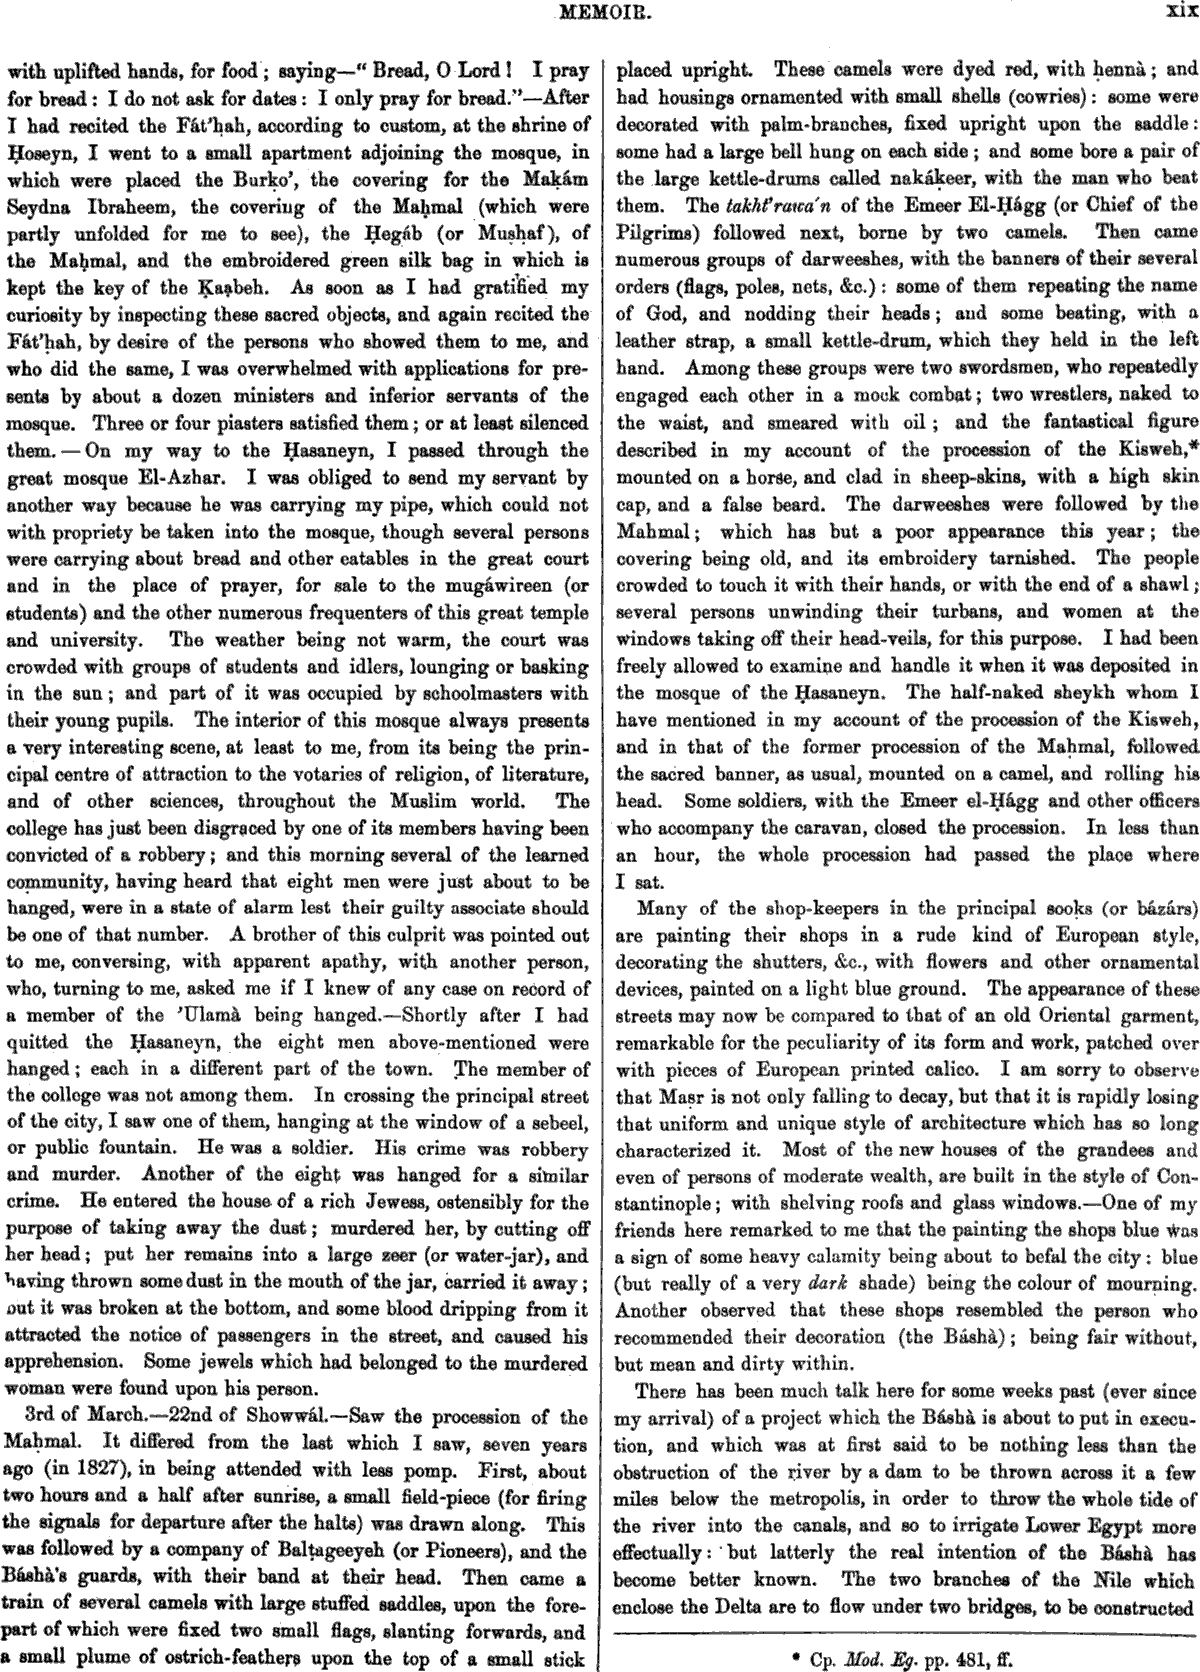 MEMOIR.
xix
with uplifted hands, for food; saying—“ Bread, O Lord! I pray
for bread: I do not ask for dates: I only pray for bread.”—After
I had recited the Fát’ḥah, according to custom, at the shrine of
Ḥoseyn, I went to a small apartment adjoining the mosque, in
which were placed the Burḳo’, the covering for the Maḳám
Seydna Ibraheem, the covering of the Maḥmal (which were
partly unfolded for me to see), the Ḥegáb (or Muṣḥaf), of
the Maḥmal, and the embroidered green silk bag in which is
kept the key of the Ḳaạbeh. As soon as I had gratified my
curiosity by inspecting these sacred objects, and again recited the
Fát’ḥah, by desire of the persons who showed them to me, and
who did the same, I was overwhelmed with applications for pre-
sents by about a dozen ministers and inferior servants of the
mosque. Three or four piasters satisfied them; or at least silenced
them.—On my way to the Ḥasaneyn, I passed through the
great mosque El-Azhar. I was obliged to send my servant by
another way because he was carrying my pipe, which could not
with propriety be taken into the mosque, though several persons
were carrying about bread and other eatables in the great court
and in the place of prayer, for sale to the mugáwireen (or
students) and the other numerous frequenters of this great temple
and university. The weather being not warm, the court was
crowded with groups of students and idlers, lounging or basking
in the sun; and part of it was occupied by schoolmasters with
their young pupils. The interior of this mosque always presents
a very interesting scene, at least to me, from its being the prin-
cipal centre of attraction to the votaries of religion, of literature,
and of other sciences, throughout the Muslim world. The
college has just been disgraced by one of its members having been
convicted of a robbery; and this morning several of the learned
community, having heard that eight men were just about to be
hanged, were in a state of alarm lest their guilty associate should
be one of that number. A brother of this culprit was pointed out
to me, conversing, with apparent apathy, with another person,
who, turning to me, asked me if I knew of any case on record of
a member of the ’Ulamà being hanged.—Shortly after I had
quitted the Ḥasaneyn, the eight men above-mentioned were
hanged; each in a different part of the town. The member of
the college was not among them. In crossing the principal street
of the city, I saw one of them, hanging at the window of a sebeel,
or public fountain. He was a soldier. His crime was robbery
and murder. Another of the eight was hanged for a similar
crime. He entered the house of a rich Jewess, ostensibly for the
purpose of taking away the dust; murdered her, by cutting off
her head; put her remains into a large zeer (or water-jar), and
having thrown some dust in the mouth of the jar, carried it away;
out it was broken at the bottom, and some blood dripping from it
attracted the notice of passengers in the street, and caused his
apprehension. Some jewels which had belonged to the murdered
woman were found upon his person.
3rd of March.—22nd of Showwál.—Saw the procession of the
Maḥmal. It differed from the last which I saw, seven years
ago (in 1827), in being attended with less pomp. First, about
two hours and a half after sunrise, a small field-piece (for firing
the signals for departure after the halts) was drawn along. This
was followed by a company of Balṭageeyeh (or Pioneers), and the
Báshà’s guards, with their band at their head. Then came a
train of several camels with large stuffed saddles, upon the fore-
part of which were fixed two small flags, slanting forwards, and
a small plume of ostrich-feathers upon the top of a small stick
placed upright. These camels were dyed red, with ḥennà; and
had housings ornamented with small shells (cowries): some were
decorated with palm-branches, fixed upright upon the saddle:
some had a large bell hung on each side; and some bore a pair of
the large kettle-drums called naḳáḳeer, with the man who beat
them. The takht’rawa´n of the Emeer El-Ḥágg (or Chief of the
Pilgrims) followed next, borne by two camels. Then came
numerous groups of darweeshes, with the banners of their several
orders (flags, poles, nets, &c.): some of them repeating the name
of God, and nodding their heads; and some beating, with a
leather strap, a small kettle-drum, which they held in the left
hand. Among these groups were two swordsmen, who repeatedly
engaged each other in a mock combat; two wrestlers, naked to
the waist, and smeared with oil; and the fantastical figure
described in my account of the procession of the Kisweh,*
mounted on a horse, and clad in sheep-skins, with a high skin
cap, and a false beard. The darweeshes were followed by the
Mahmal; which has but a poor appearance this year; the
covering being old, and its embroidery tarnished. The people
crowded to touch it with their hands, or with the end of a shawl;
several persons unwinding their turbans, and women at the
windows taking off their head-veils, for this purpose. I had been
freely allowed to examine and handle it when it was deposited in
the mosque of the Ḥasaneyn. The half-naked sheykh whom I
have mentioned in my account of the procession of the Kisweh,
and in that of the former procession of the Maḥmal, followed
the sacred banner, as usual, mounted on a camel, and rolling his
head. Some soldiers, with the Emeer el-Ḥágg and other officers
who accompany the caravan, closed the procession. In less than
an hour, the whole procession had passed the place where
I sat.
Many of the shop-keepers in the principal sooḳs (or bázárs)
are painting their shops in a rude kind of European style,
decorating the shutters, &c., with flowers and other ornamental
devices, painted on a light blue ground. The appearance of these
streets may now be compared to that of an old Oriental garment,
remarkable for the peculiarity of its form and work, patched over
with pieces of European printed calico. I am sorry to observe
that Maṣr is not only falling to decay, but that it is rapidly losing
that uniform and unique style of architecture which has so long
characterized it. Most of the new houses of the grandees and
even of persons of moderate wealth, are built in the style of Con-
stantinople; with shelving roofs and glass windows.—One of my
friends here remarked to me that the painting the shops blue was
a sign of some heavy calamity being about to befal the city: blue
(but really of a very dark shade) being the colour of mourning.
Another observed that these shops resembled the person who
recommended their decoration (the Báshà); being fair without,
but mean and dirty within.
There has been much talk here for some weeks past (ever since
my arrival) of a project which the Báshà is about to put in execu-
tion, and which was at first said to be nothing less than the
obstruction of the river by a dam to be thrown across it a few
miles below the metropolis, in order to throw the whole tide of
the river into the canals, and so to irrigate Lower Egypt more
effectually: but latterly the real intention of the Báshà has
become better known. The two branches of the Nile which
enclose the Delta are to flow under two bridges, to be constructed
* Cp. Mod. Eg. pp. 481, ff.